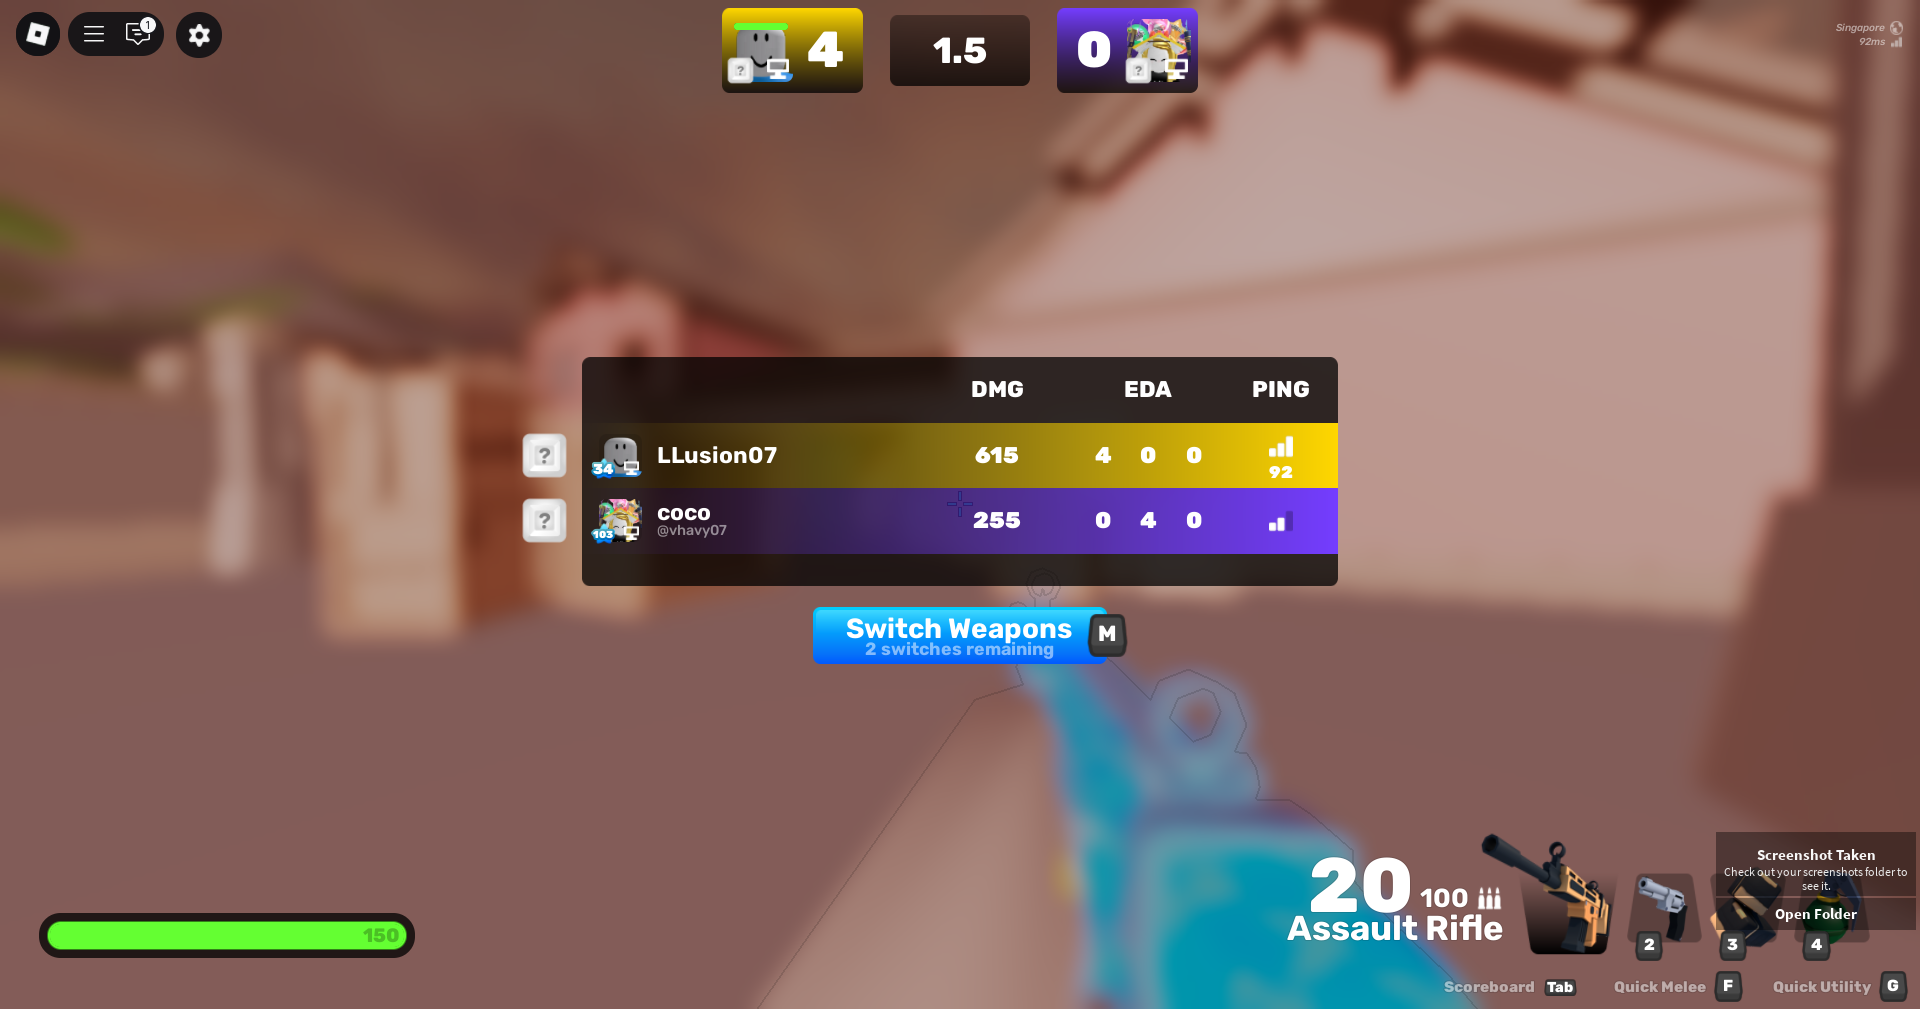 1
4
1.5
0
Singapore
92ms
DMG EDA PING
34 LLusion07 615 4 0 0 92
103 coco 255 0 4 0
@vhavy07
Switch Weapons M
2 switches remaining
150
20 100
Assault Rifle
2 3 4
Screenshot Taken
Check out your screenshots folder to
see it.
Open Folder
Scoreboard Tab Quick Melee F Quick Utility G